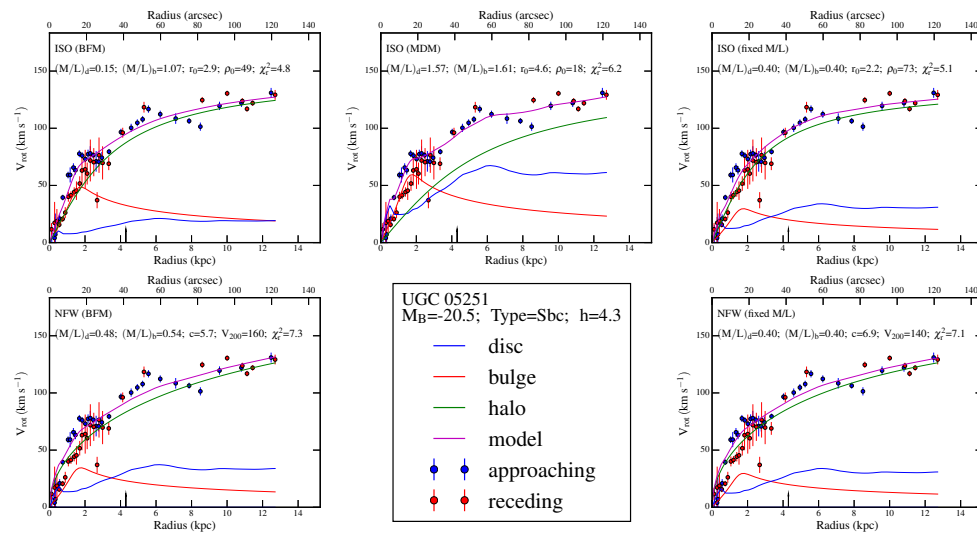 Radius (arcsec)
0 20 40 60 80 100 120 140
ISO (BFM)
(M/L)d=0.15; (M/L)b=1.07; r0=2.9; ρ0=49; χ²r=4.8
150
100
50
0
Vrot(km s⁻¹)
0 2 4 6 8 10 12 14
Radius (kpc)
Radius (arcsec)
0 20 40 60 80 100 120 140
ISO (MDM)
(M/L)d=1.57; (M/L)b=1.61; r0=4.6; ρ0=18; χ²r=6.2
150
100
50
0
Vrot(km s⁻¹)
0 2 4 6 8 10 12 14
Radius (kpc)
Radius (arcsec)
0 20 40 60 80 100 120 140
ISO (fixed M/L)
(M/L)d=0.40; (M/L)b=0.40; r0=2.2; ρ0=73; χ²r=5.1
150
100
50
0
Vrot(km s⁻¹)
0 2 4 6 8 10 12 14
Radius (kpc)
Radius (arcsec)
0 20 40 60 80 100 120 140
NFW (BFM)
(M/L)d=0.48; (M/L)b=0.54; c=5.7; V200=160; χ²r=7.3
150
100
50
0
Vrot(km s⁻¹)
0 2 4 6 8 10 12 14
Radius (kpc)
UGC 05251
MB=-20.5; Type=Sbc; h=4.3
disc
bulge
halo
model
approaching
receding
Radius (arcsec)
0 20 40 60 80 100 120 140
NFW (fixed M/L)
(M/L)d=0.40; (M/L)b=0.40; c=6.9; V200=140; χ²r=7.1
150
100
50
0
Vrot(km s⁻¹)
0 2 4 6 8 10 12 14
Radius (kpc)